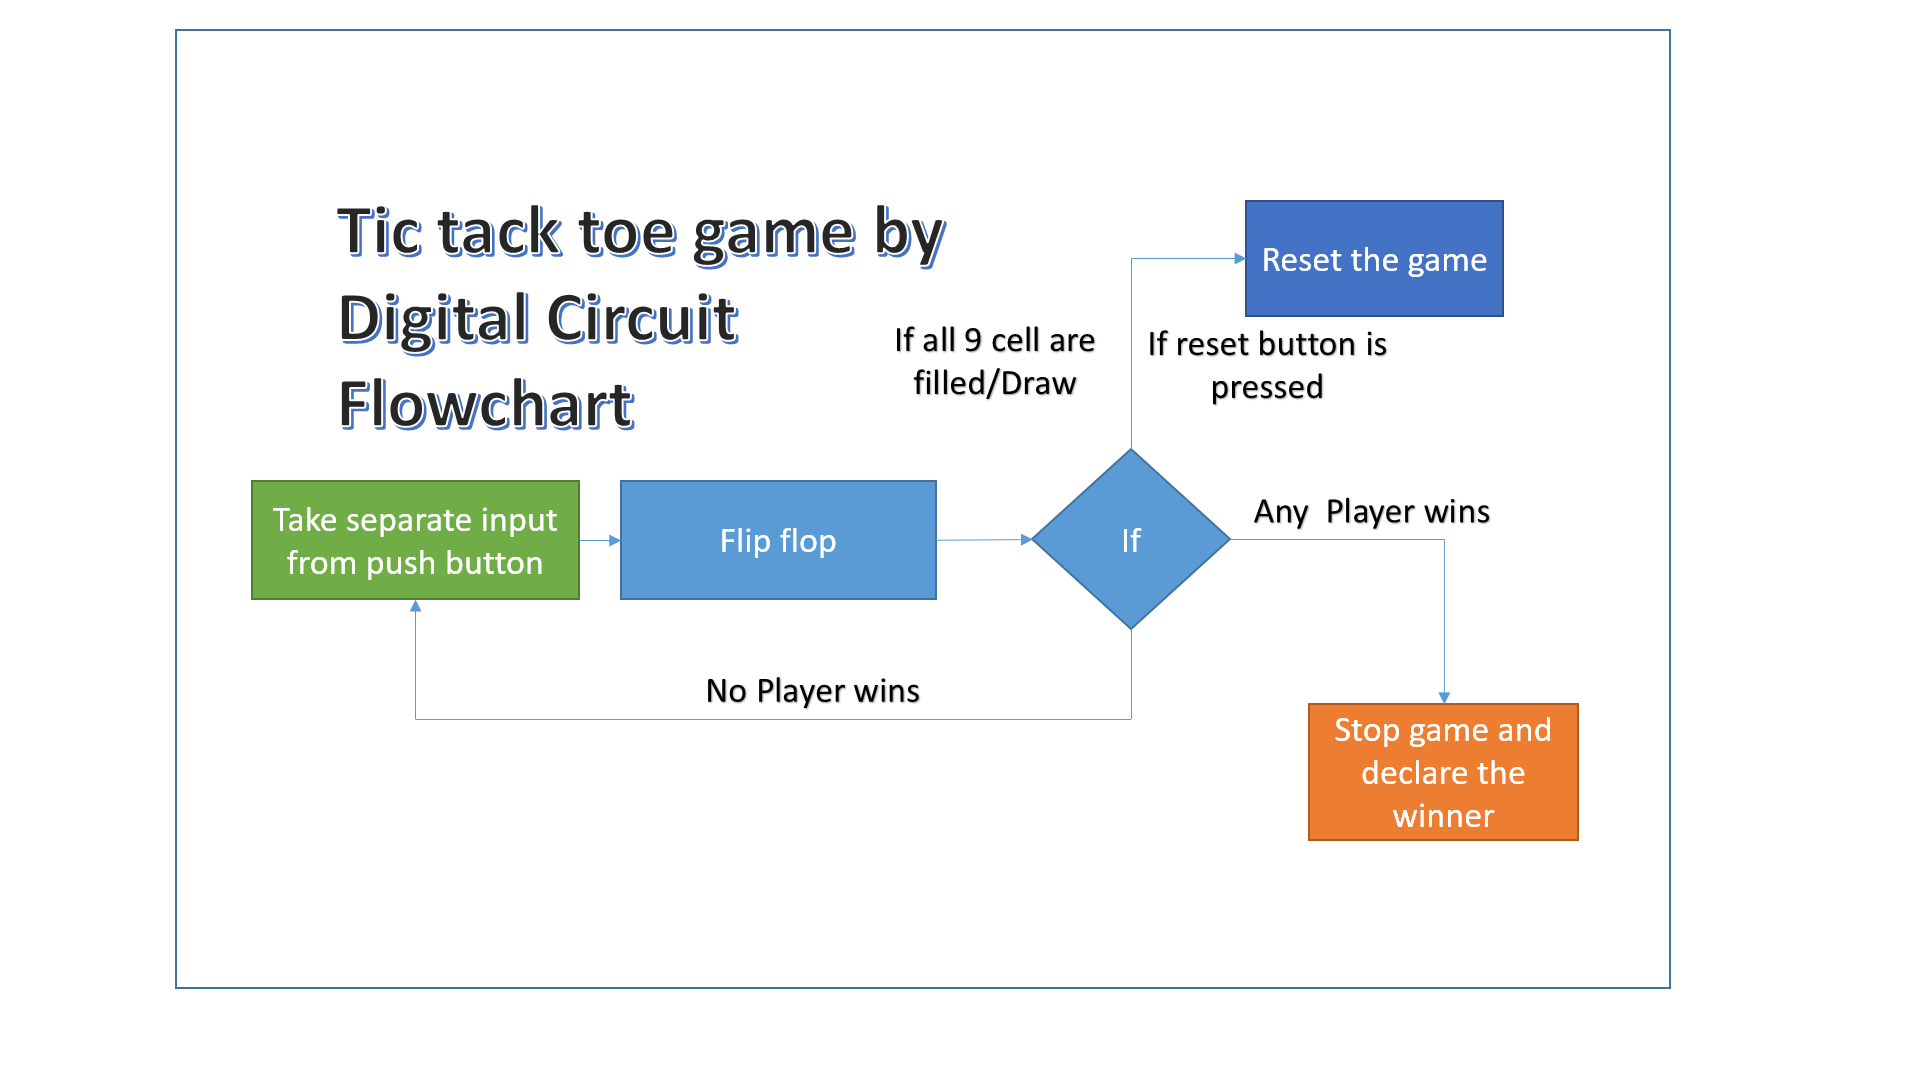 Tic tack toe game by
Digital Circuit
Flowchart
Reset the game
If all 9 cell are
filled/Draw
If reset button is
pressed
Take separate input
from push button
Flip flop
If
Any  Player wins
No Player wins
Stop game and
declare the
winner